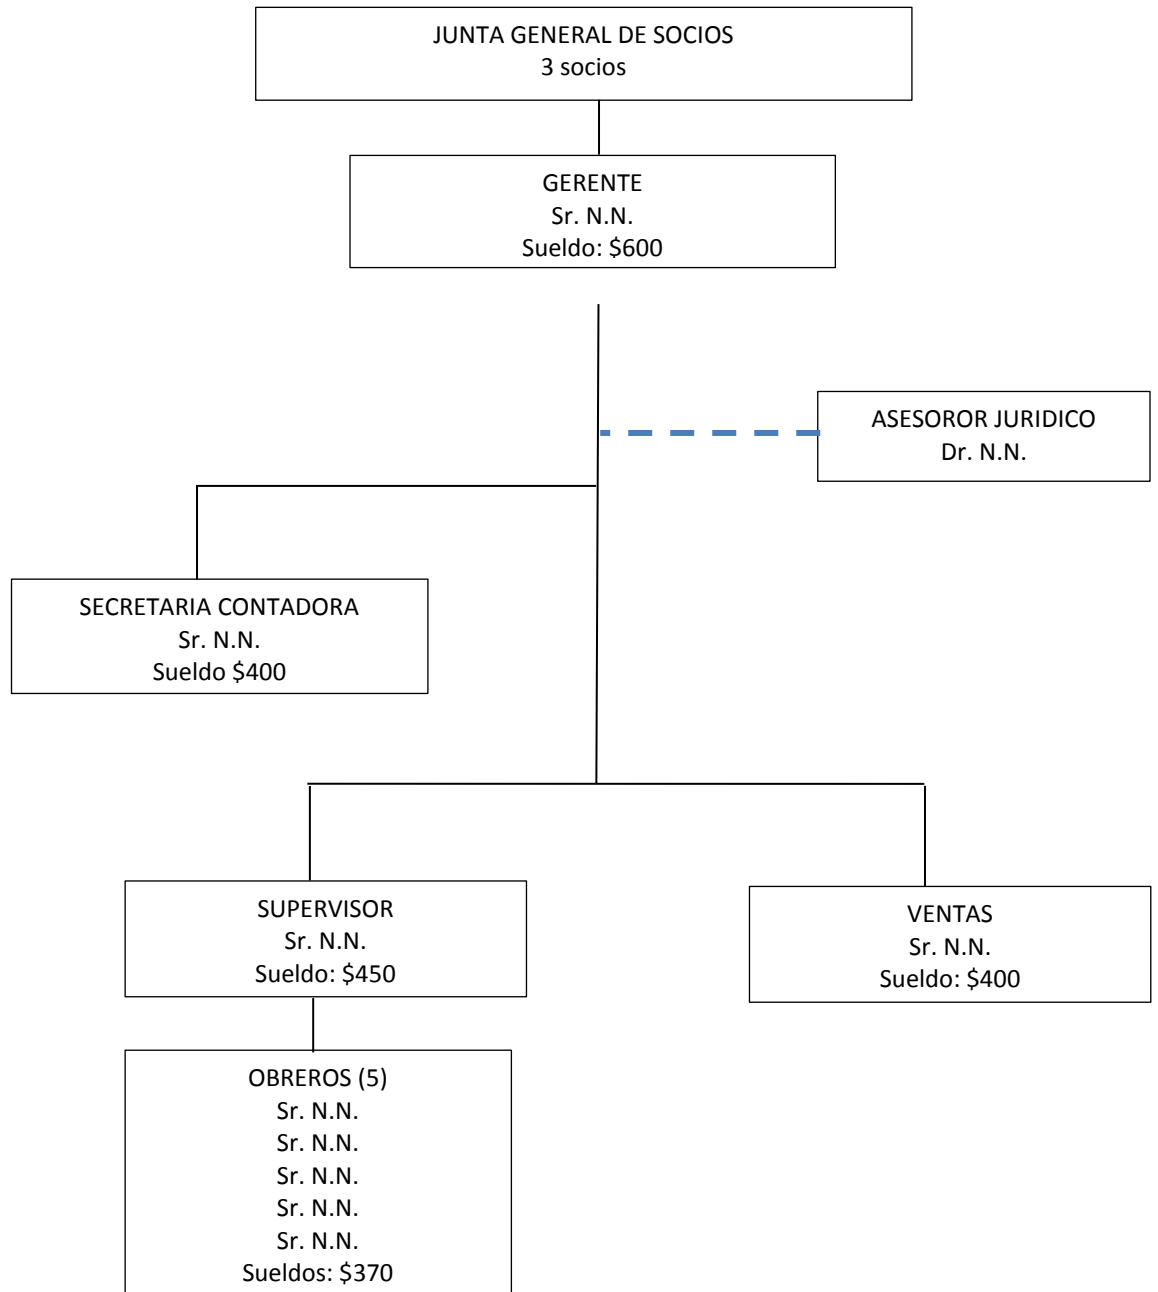 JUNTA GENERAL DE SOCIOS
3 socios
GERENTE
Sr. N.N.
Sueldo: $600
ASESOROR JURIDICO
Dr. N.N.
SECRETARIA CONTADORA
Sr. N.N.
Sueldo $400
SUPERVISOR
Sr. N.N.
Sueldo: $450
VENTAS
Sr. N.N.
Sueldo: $400
OBREROS (5)
Sr. N.N.
Sr. N.N.
Sr. N.N.
Sr. N.N.
Sr. N.N.
Sueldos: $370